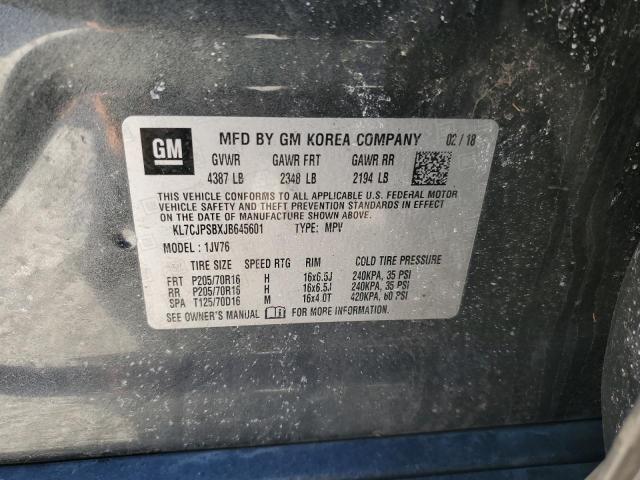 GM
MFD BY GM KOREA COMPANY 02/18
GVWR GAWR FRT GAWR RR
4387 LB 2348 LB 2194 LB
THIS VEHICLE CONFORMS TO ALL APPLICABLE U.S. FEDERAL MOTOR
VEHICLE SAFETY AND THEFT PREVENTION STANDARDS IN EFFECT ON
THE DATE OF MANUFACTURE SHOWN ABOVE.
KL7CJPSBXJB645601 TYPE: MPV
MODEL: 1JV76
TIRE SIZE SPEED RTG RIM COLD TIRE PRESSURE
FRT P205/70R16 H 16x6.5J 240KPA, 35 PSI
RR P205/70R16 H 16x6.5J 240KPA, 35 PSI
SPA T125/70D16 M 16x4.0T 420KPA, 60 PSI
SEE OWNER'S MANUAL FOR MORE INFORMATION.